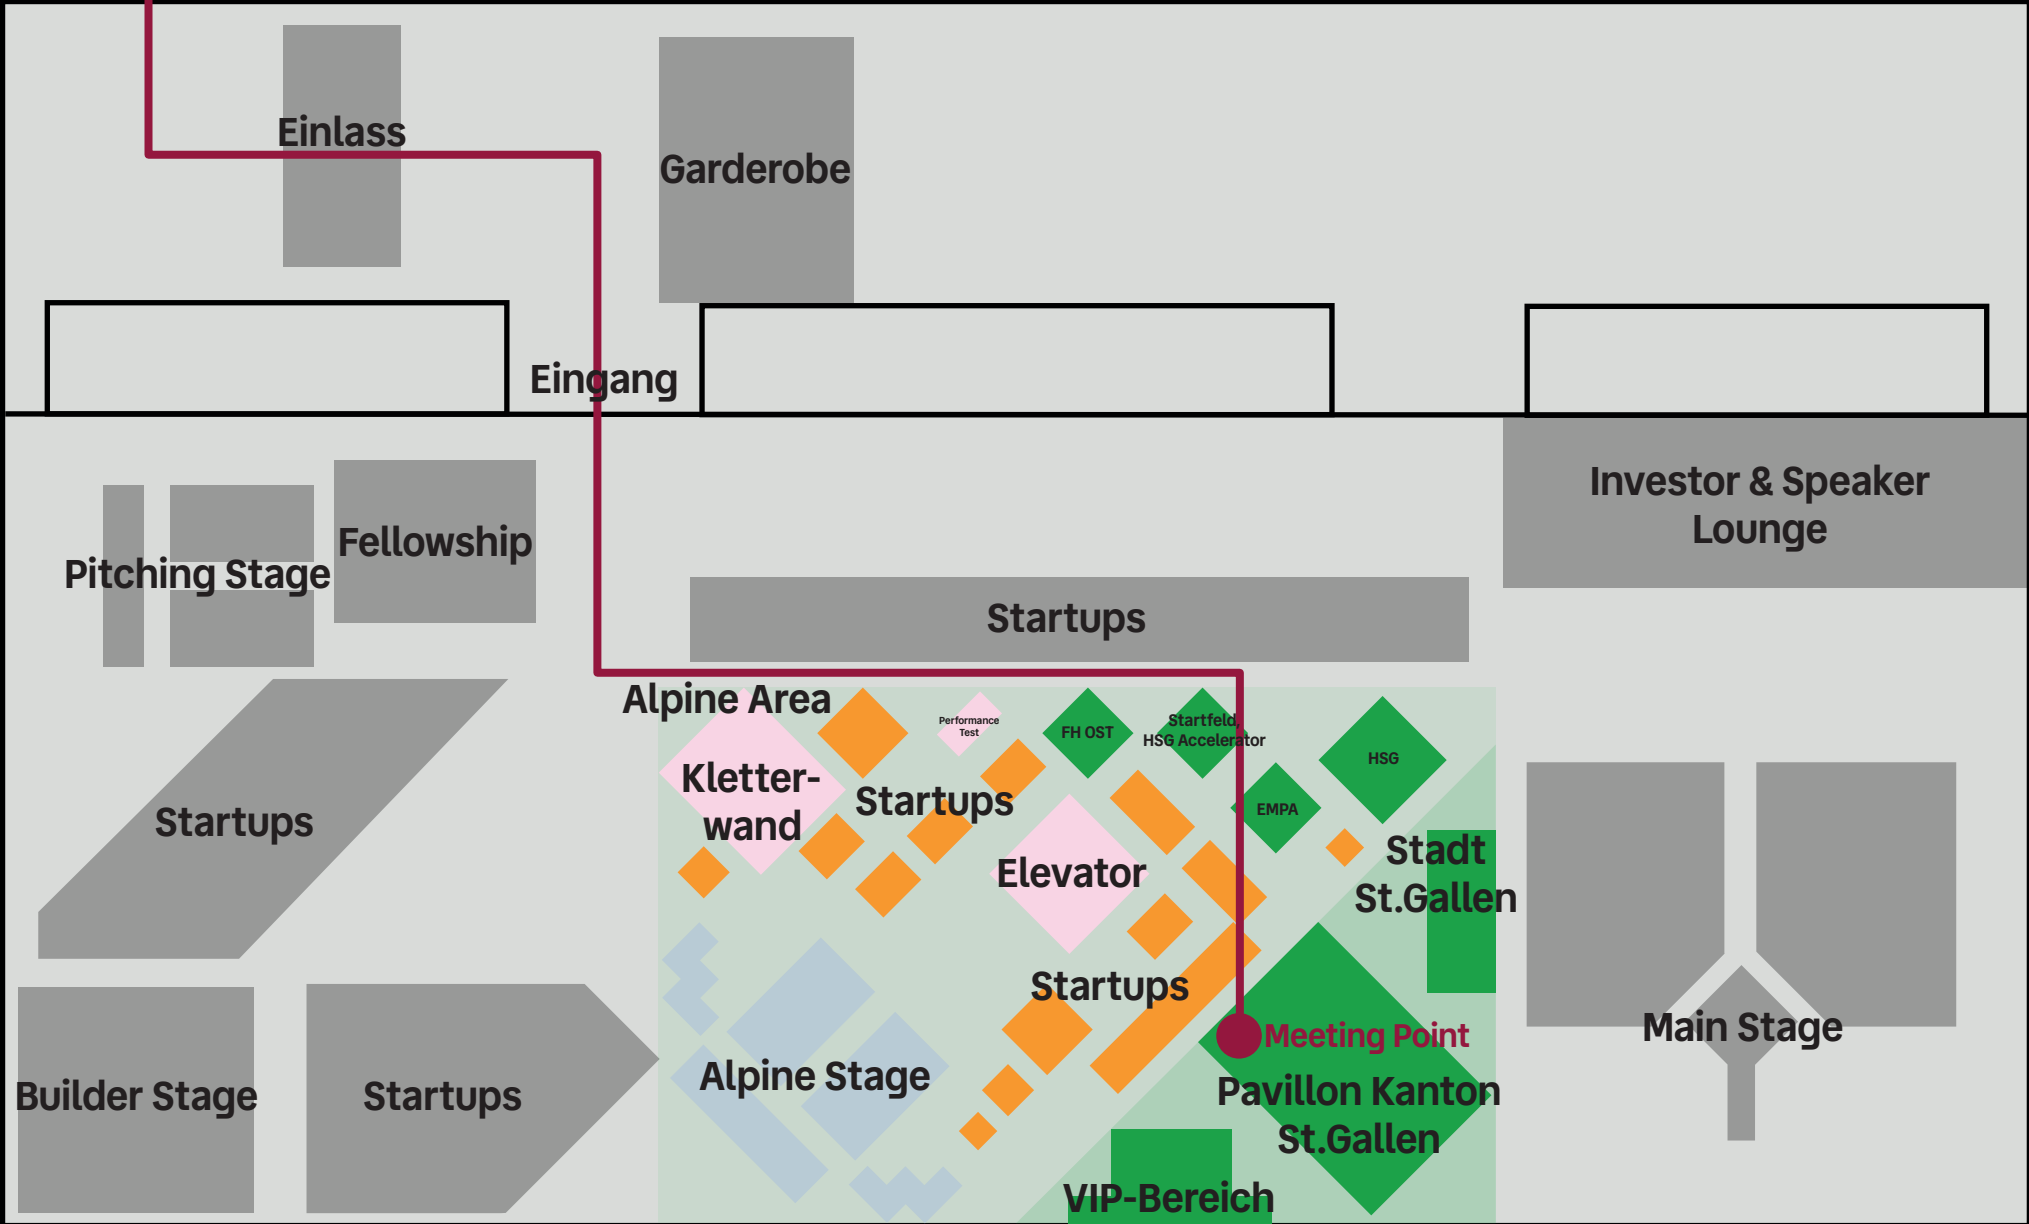 Einlass
Garderobe
Eingang
Investor & Speaker
Lounge
Fellowship
Pitching Stage
Startups
Alpine Area
Performance
Test
FH OST
Startfeld,
HSG Accelerator
HSG
Kletter-
wand
Startups
EMPA
Startups
Elevator
Stadt
St.Gallen
Startups
Meeting Point
Main Stage
Alpine Stage
Builder Stage
Startups
Pavillon Kanton
St.Gallen
VIP-Bereich